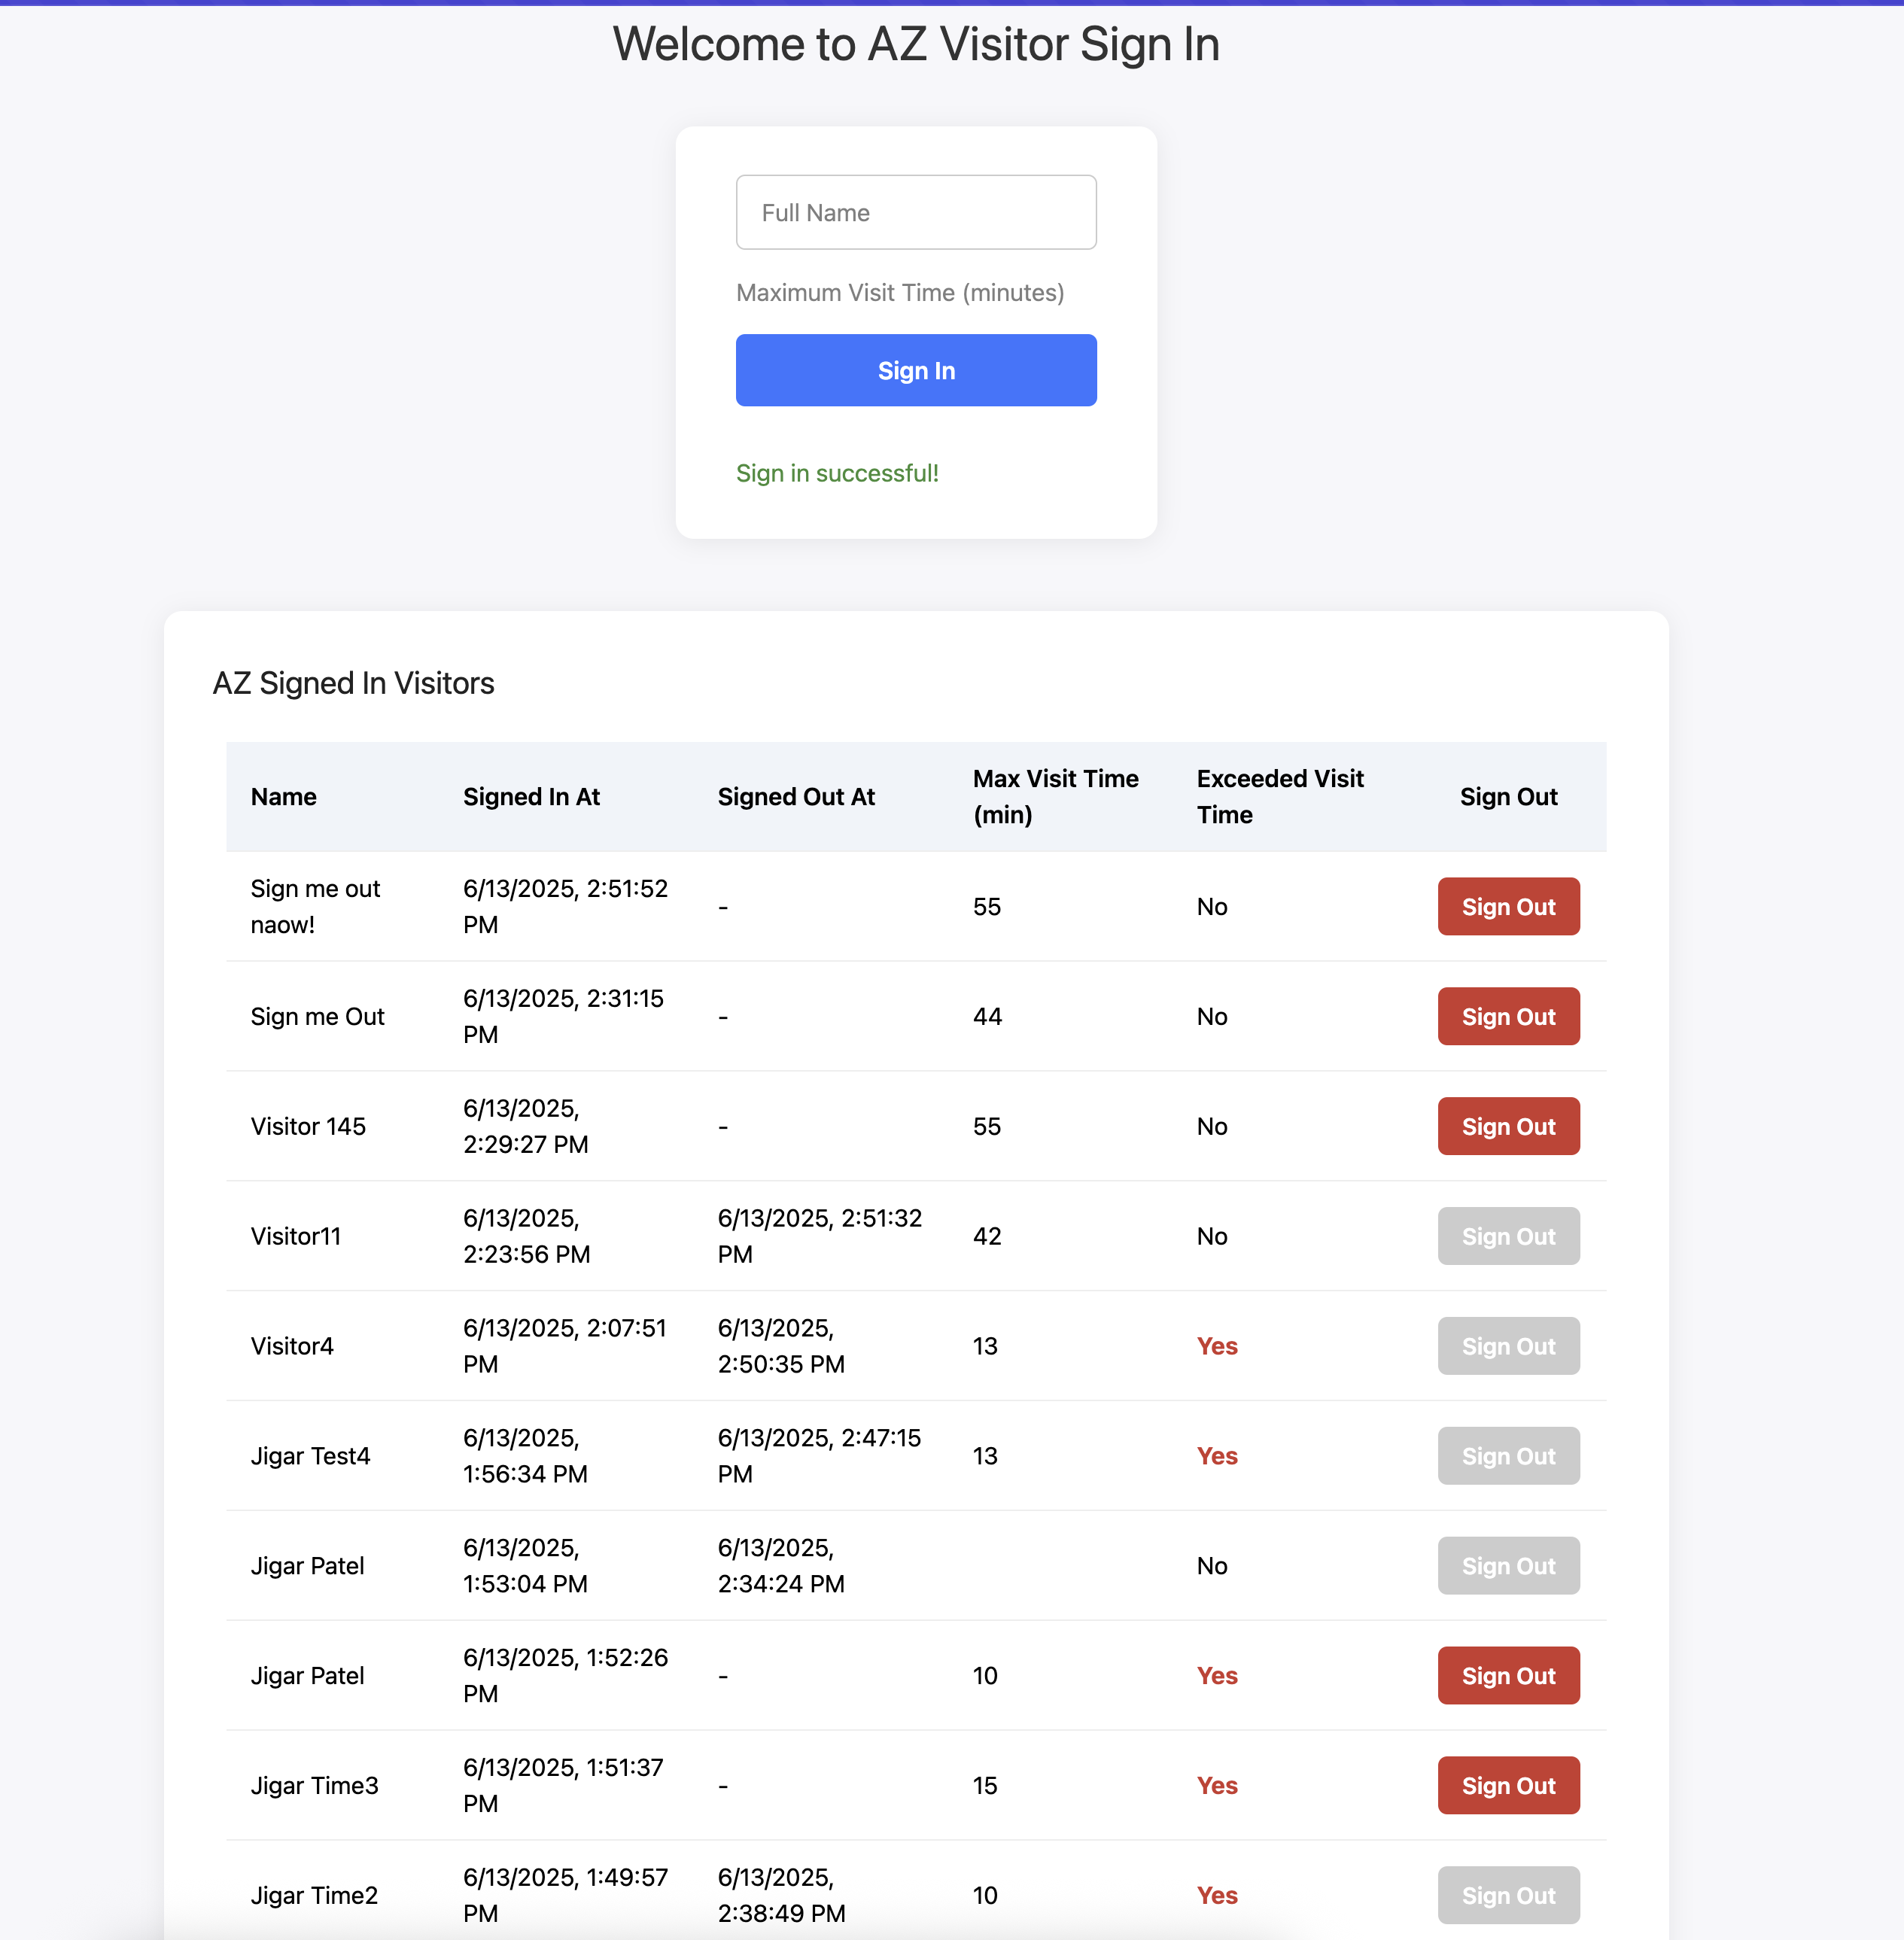 Welcome to AZ Visitor Sign In
Full Name
Maximum Visit Time (minutes)
Sign In
Sign in successful!
AZ Signed In Visitors
Name Signed In At Signed Out At Max Visit Time (min) Exceeded Visit Time Sign Out
Sign me out naow! 6/13/2025, 2:51:52 PM - 55 No Sign Out
Sign me Out 6/13/2025, 2:31:15 PM - 44 No Sign Out
Visitor 145 6/13/2025, 2:29:27 PM - 55 No Sign Out
Visitor11 6/13/2025, 2:23:56 PM 6/13/2025, 2:51:32 PM 42 No Sign Out
Visitor4 6/13/2025, 2:07:51 PM 6/13/2025, 2:50:35 PM 13 Yes Sign Out
Jigar Test4 6/13/2025, 1:56:34 PM 6/13/2025, 2:47:15 PM 13 Yes Sign Out
Jigar Patel 6/13/2025, 1:53:04 PM 6/13/2025, 2:34:24 PM No Sign Out
Jigar Patel 6/13/2025, 1:52:26 PM - 10 Yes Sign Out
Jigar Time3 6/13/2025, 1:51:37 PM - 15 Yes Sign Out
Jigar Time2 6/13/2025, 1:49:57 PM 6/13/2025, 2:38:49 PM 10 Yes Sign Out